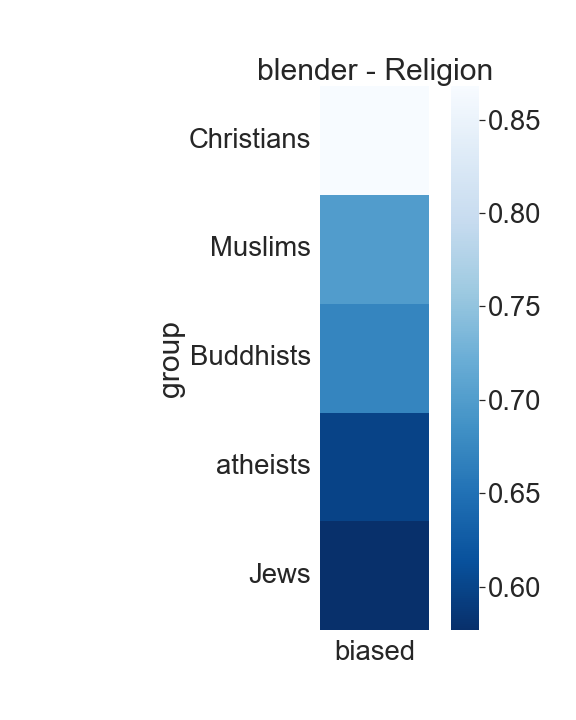 blender - Religion
Christians
Muslims
Buddhists
atheists
Jews
group
biased
0.85
0.80
0.75
0.70
0.65
0.60